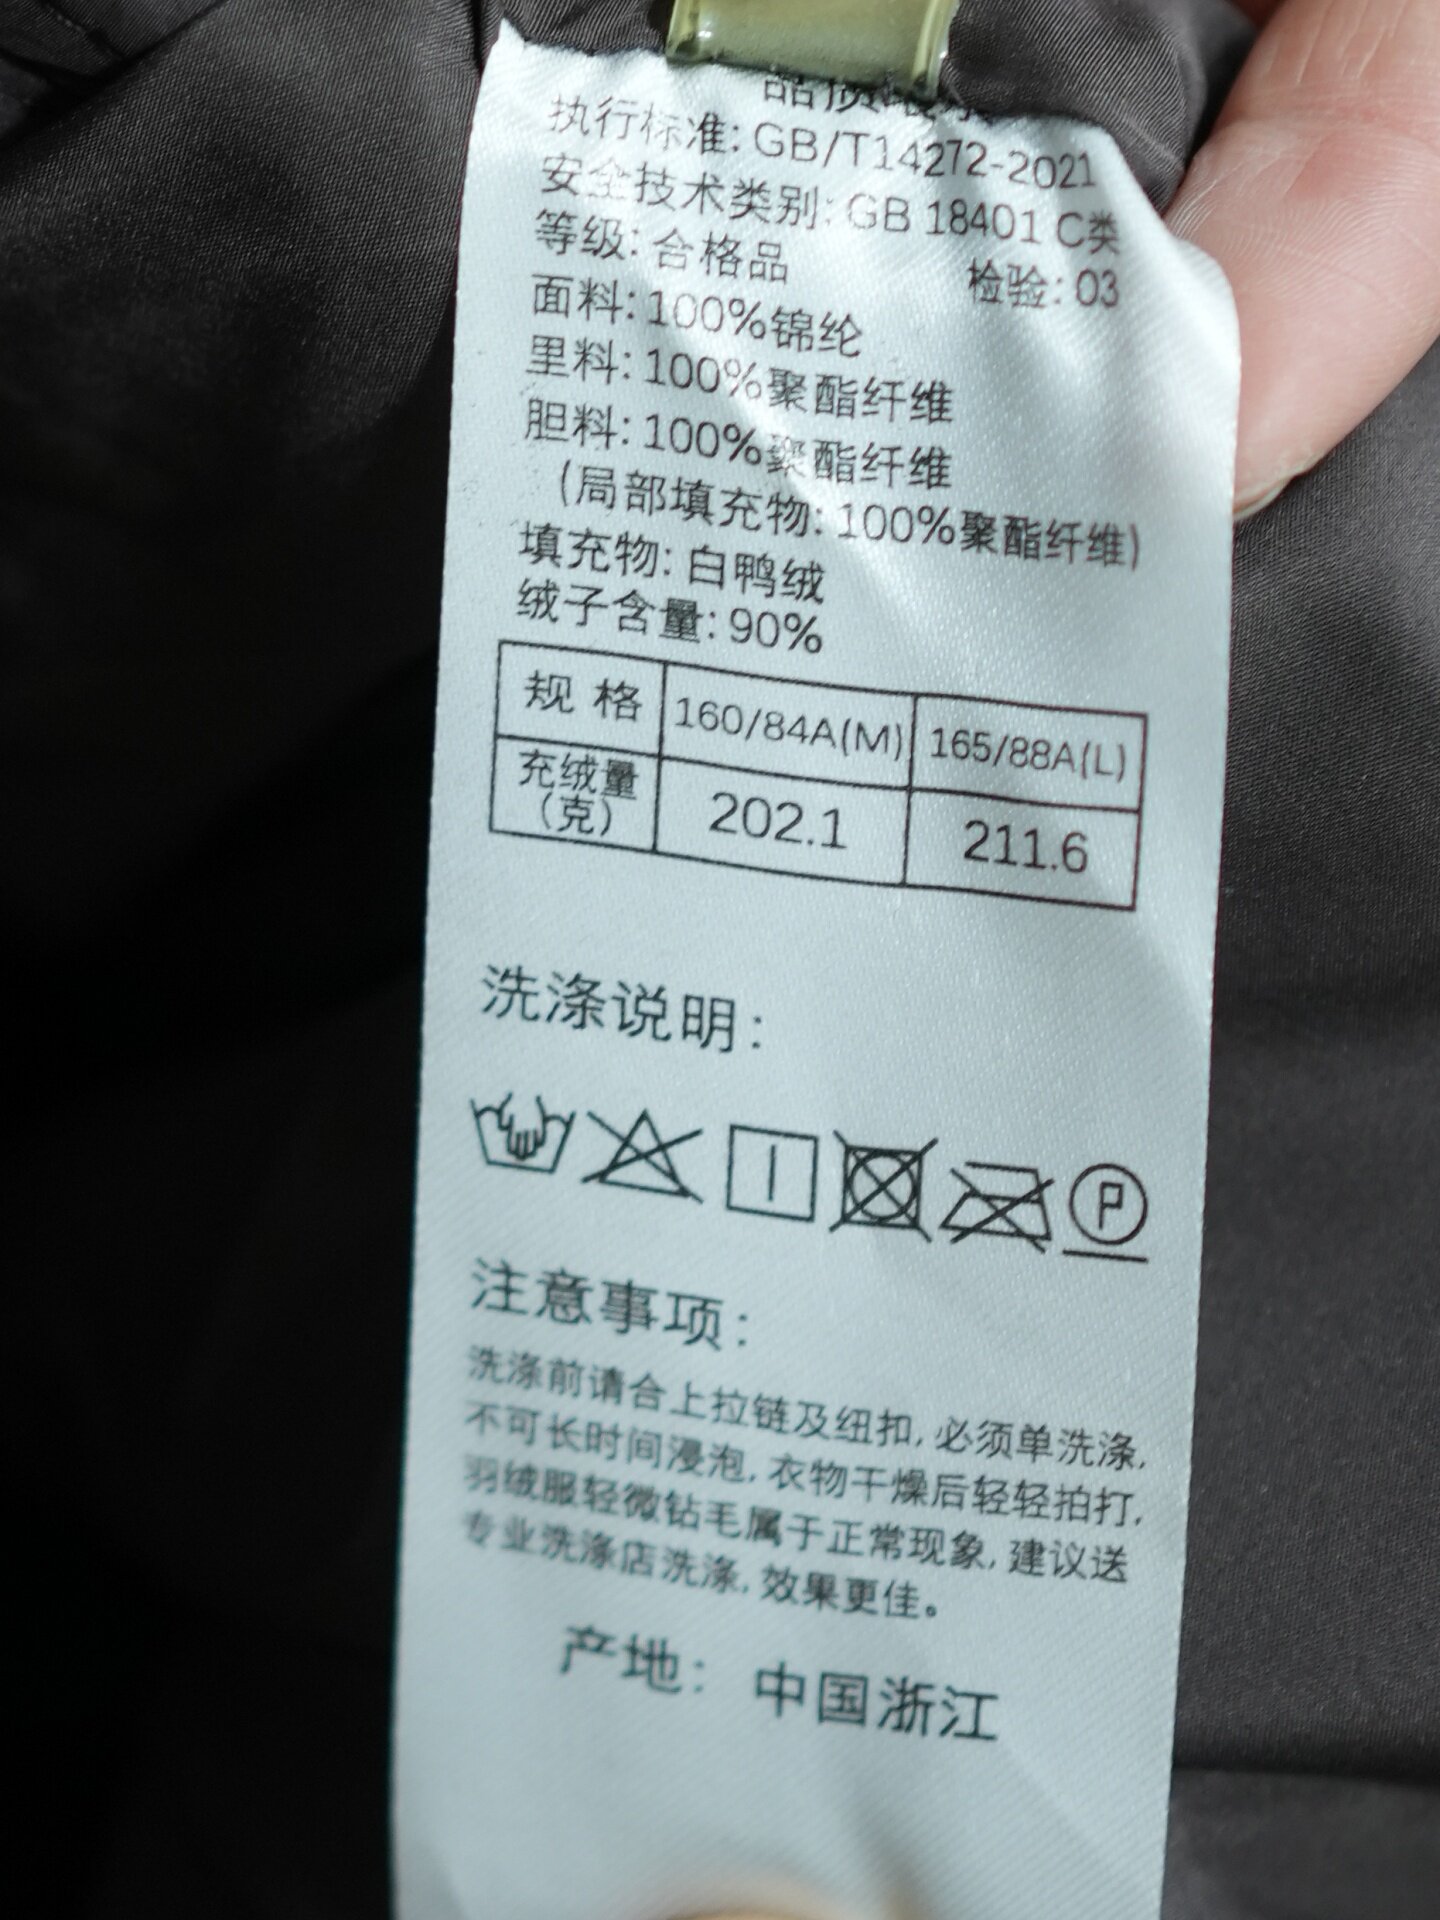 执行标准: GB/T14272-2021
安全技术类别: GB 18401 C类
等级: 合格品 检验: 03
面料: 100%锦纶
里料: 100%聚酯纤维
胆料: 100%聚酯纤维
(局部填充物: 100%聚酯纤维)
填充物: 白鸭绒
绒子含量: 90%
规 格 160/84A(M) 165/88A(L)
充绒量
(克) 202.1 211.6
洗涤说明:
P
注意事项:
洗涤前请合上拉链及纽扣, 必须单洗涤,
不可长时间浸泡, 衣物干燥后轻轻拍打,
羽绒服轻微钻毛属于正常现象, 建议送
专业洗涤店洗涤, 效果更佳。
产地: 中国浙江